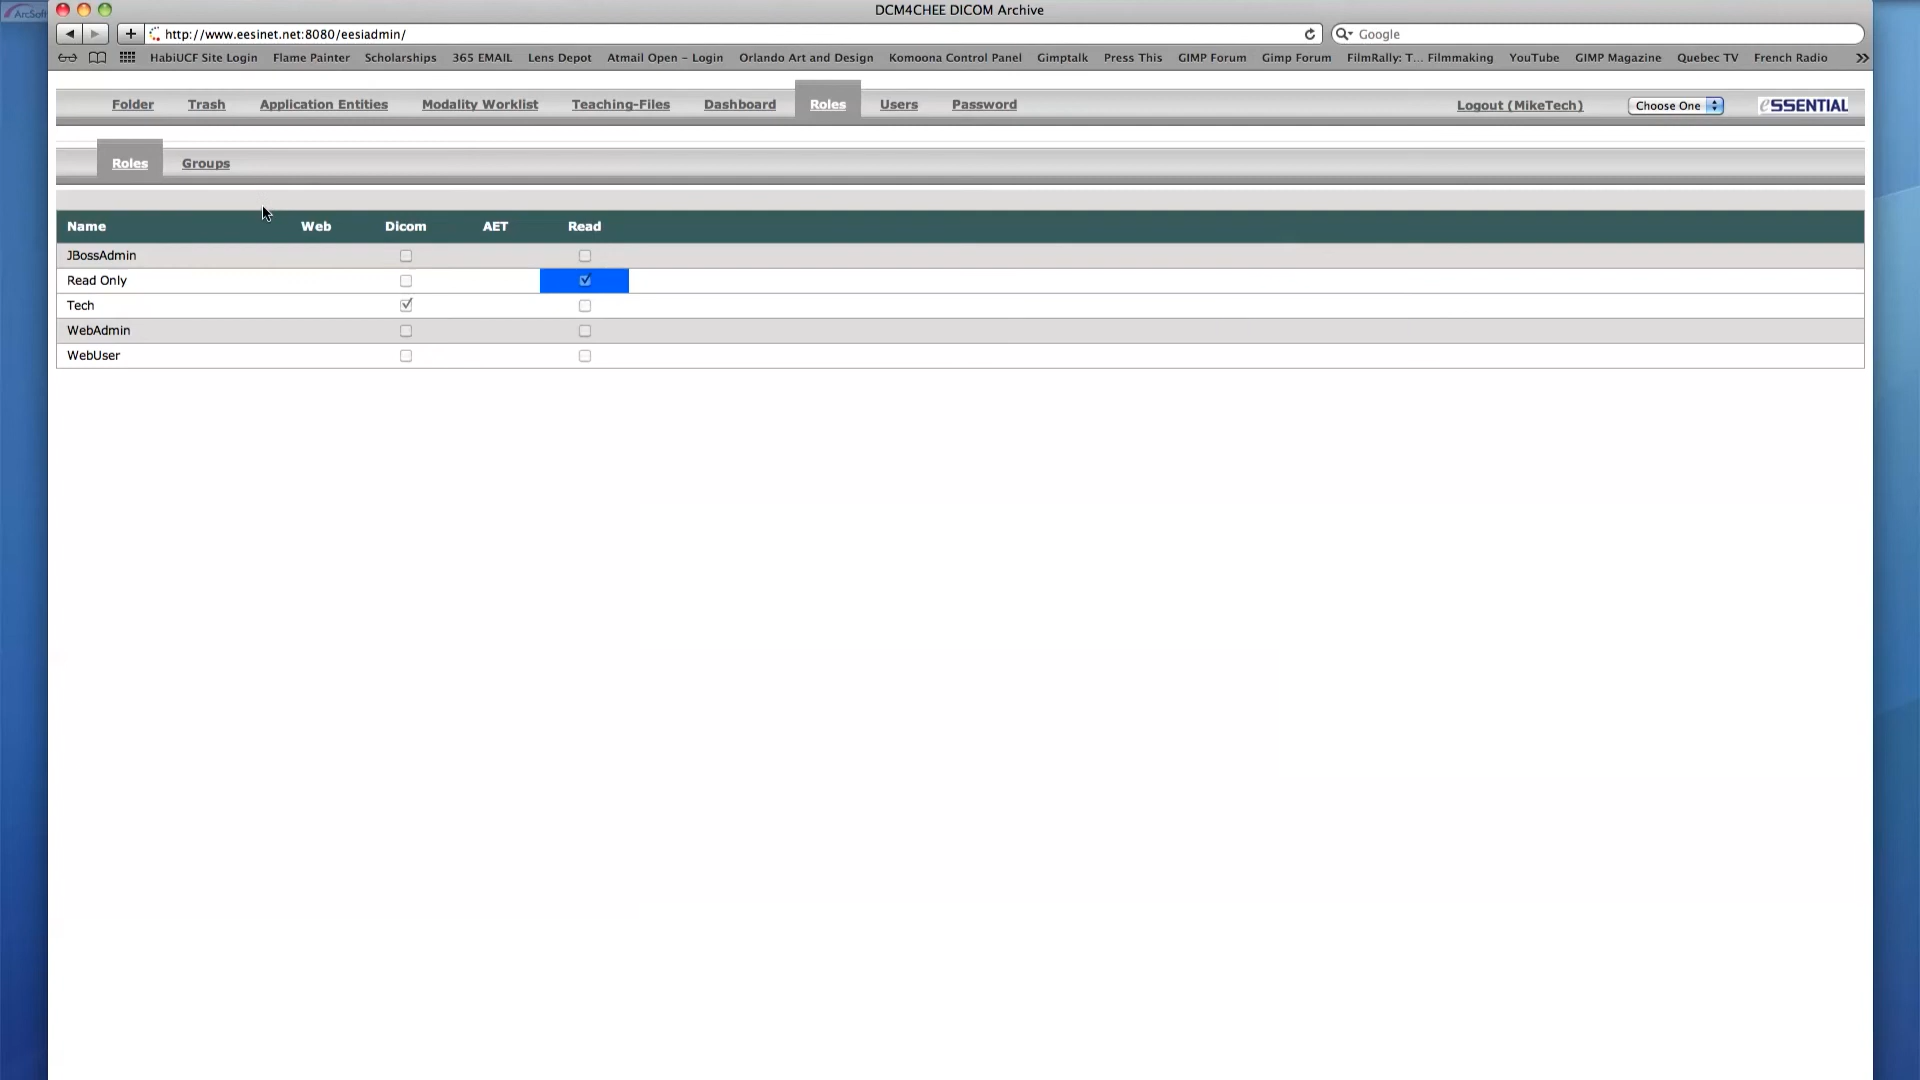 ArcSoft
DCM4CHEE DICOM Archive
http://www.eesinet.net:8080/eesiadmin/
Google
HabiUCF Site Login Flame Painter Scholarships 365 EMAIL Lens Depot Atmail Open – Login Orlando Art and Design Komoona Control Panel Gimptalk Press This GIMP Forum Gimp Forum FilmRally: T... Filmmaking YouTube GIMP Magazine Quebec TV French Radio
Folder Trash Application Entities Modality Worklist Teaching-Files Dashboard Roles Users Password Logout (MikeTech) Choose One eSSENTIAL
Roles Groups
Name Web Dicom AET Read
JBossAdmin
Read Only
Tech
WebAdmin
WebUser